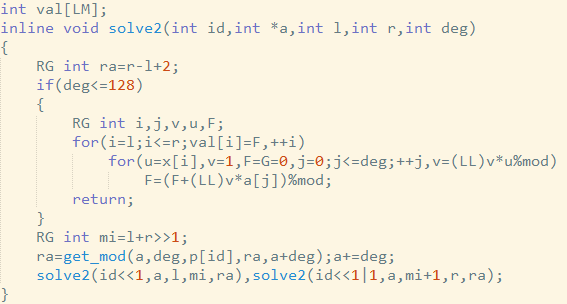 int val[LM];
inline void solve2(int id,int *a,int l,int r,int deg)
{
    RG int ra=r-l+2;
    if(deg<=128)
    {
        RG int i,j,v,u,F;
        for(i=l;i<=r;val[i]=F,++i)
            for(u=x[i],v=1,F=G=0,j=0;j<=deg;++j,v=(LL)v*u%mod)
                F=(F+(LL)v*a[j])%mod;
        return;
    }
    RG int mi=l+r>>1;
    ra=get_mod(a,deg,p[id],ra,a+deg);a+=deg;
    solve2(id<<1,a,l,mi,ra),solve2(id<<1|1,a,mi+1,r,ra);
}